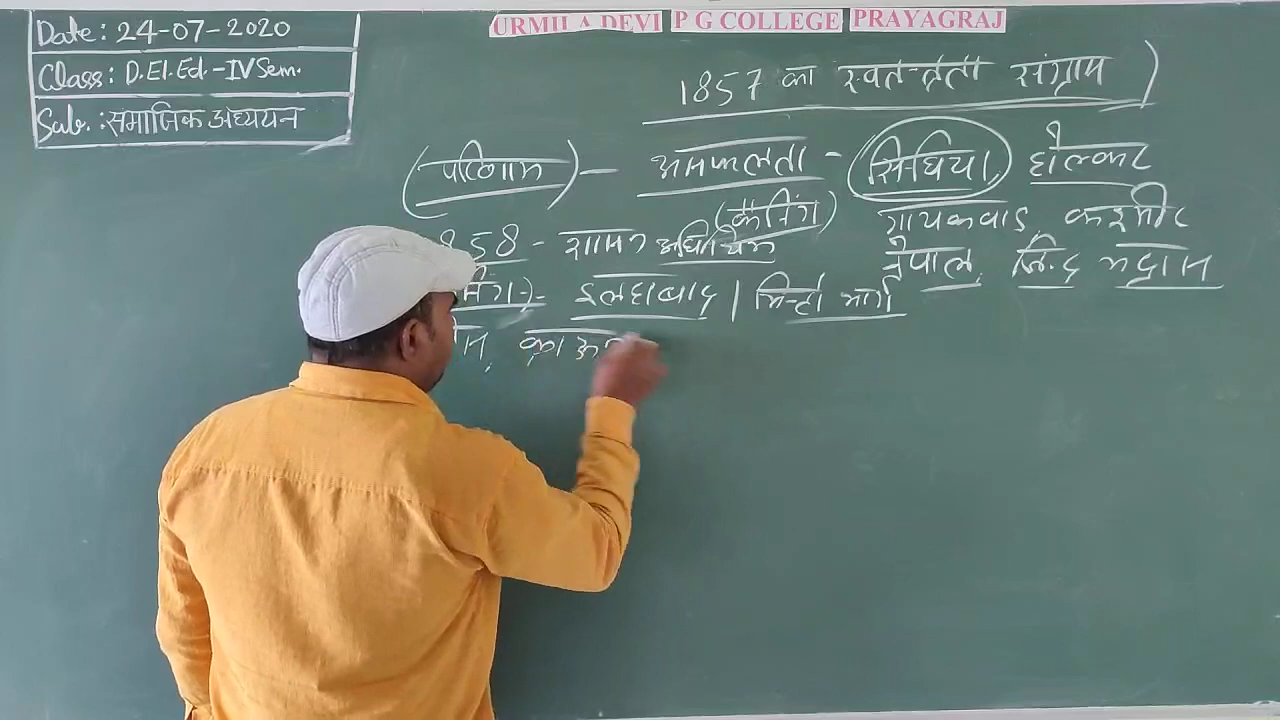 URMILA DEVI P G COLLEGE PRAYAGRAJ
Date: 24-07-2020
Class: D.El.Ed.-IV Sem.
Sub.: समाजिक अध्ययन
1857 का स्वतन्त्रता संग्राम
(परिणाम) - असफलता - सिंधिया, होल्कर
(कैनिंग) गायकवाड, कश्मीर
858 - शासन अधिनियम नेपाल, जिन्द मद्रास
निंग)- इलाहाबाद | मिन्टो मार्ग
का